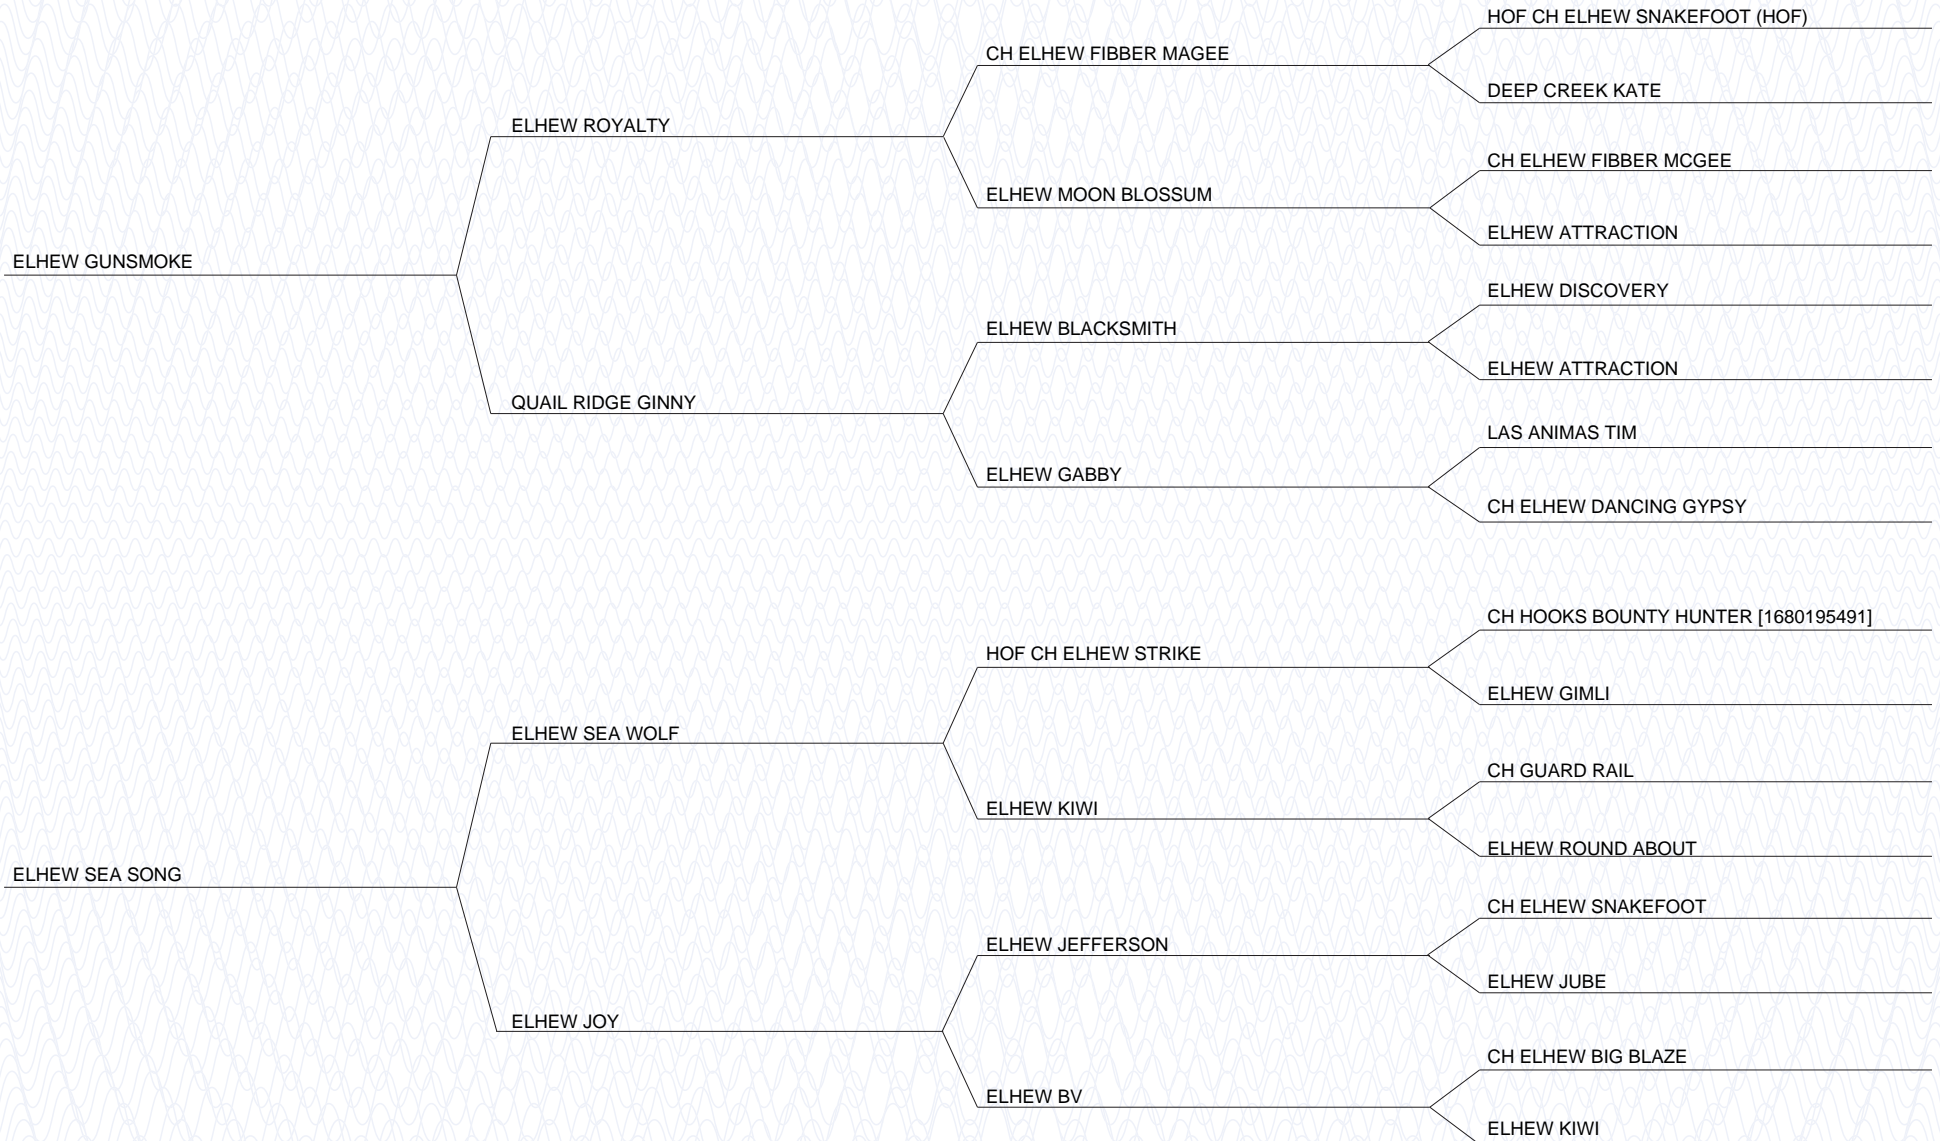 HOF CH ELHEW SNAKEFOOT (HOF)
CH ELHEW FIBBER MAGEE
DEEP CREEK KATE
ELHEW ROYALTY
CH ELHEW FIBBER MCGEE
ELHEW MOON BLOSSUM
ELHEW ATTRACTION
ELHEW GUNSMOKE
ELHEW DISCOVERY
ELHEW BLACKSMITH
ELHEW ATTRACTION
QUAIL RIDGE GINNY
LAS ANIMAS TIM
ELHEW GABBY
CH ELHEW DANCING GYPSY
CH HOOKS BOUNTY HUNTER [1680195491]
HOF CH ELHEW STRIKE
ELHEW GIMLI
ELHEW SEA WOLF
CH GUARD RAIL
ELHEW KIWI
ELHEW ROUND ABOUT
ELHEW SEA SONG
CH ELHEW SNAKEFOOT
ELHEW JEFFERSON
ELHEW JUBE
ELHEW JOY
CH ELHEW BIG BLAZE
ELHEW BV
ELHEW KIWI